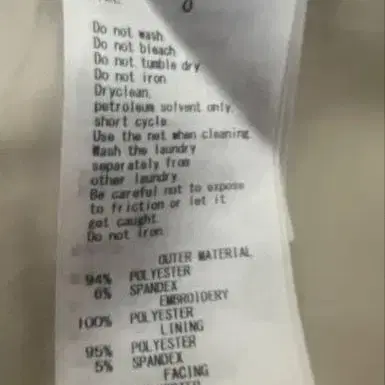 Do not wash
Do not bleach
Do not tumble dry
Do not iron
Dryclean,
petroleum solvent only,
short cycle
Use the net when cleaning
Wash the laundry
separately from
other laundry
Be careful not to expose
to friction or let it
get caught
Do not iron
OUTER MATERIAL
94% POLYESTER
6% SPANDEX
EMBROIDERY
100% POLYESTER
LINING
95% POLYESTER
5% SPANDEX
FACING